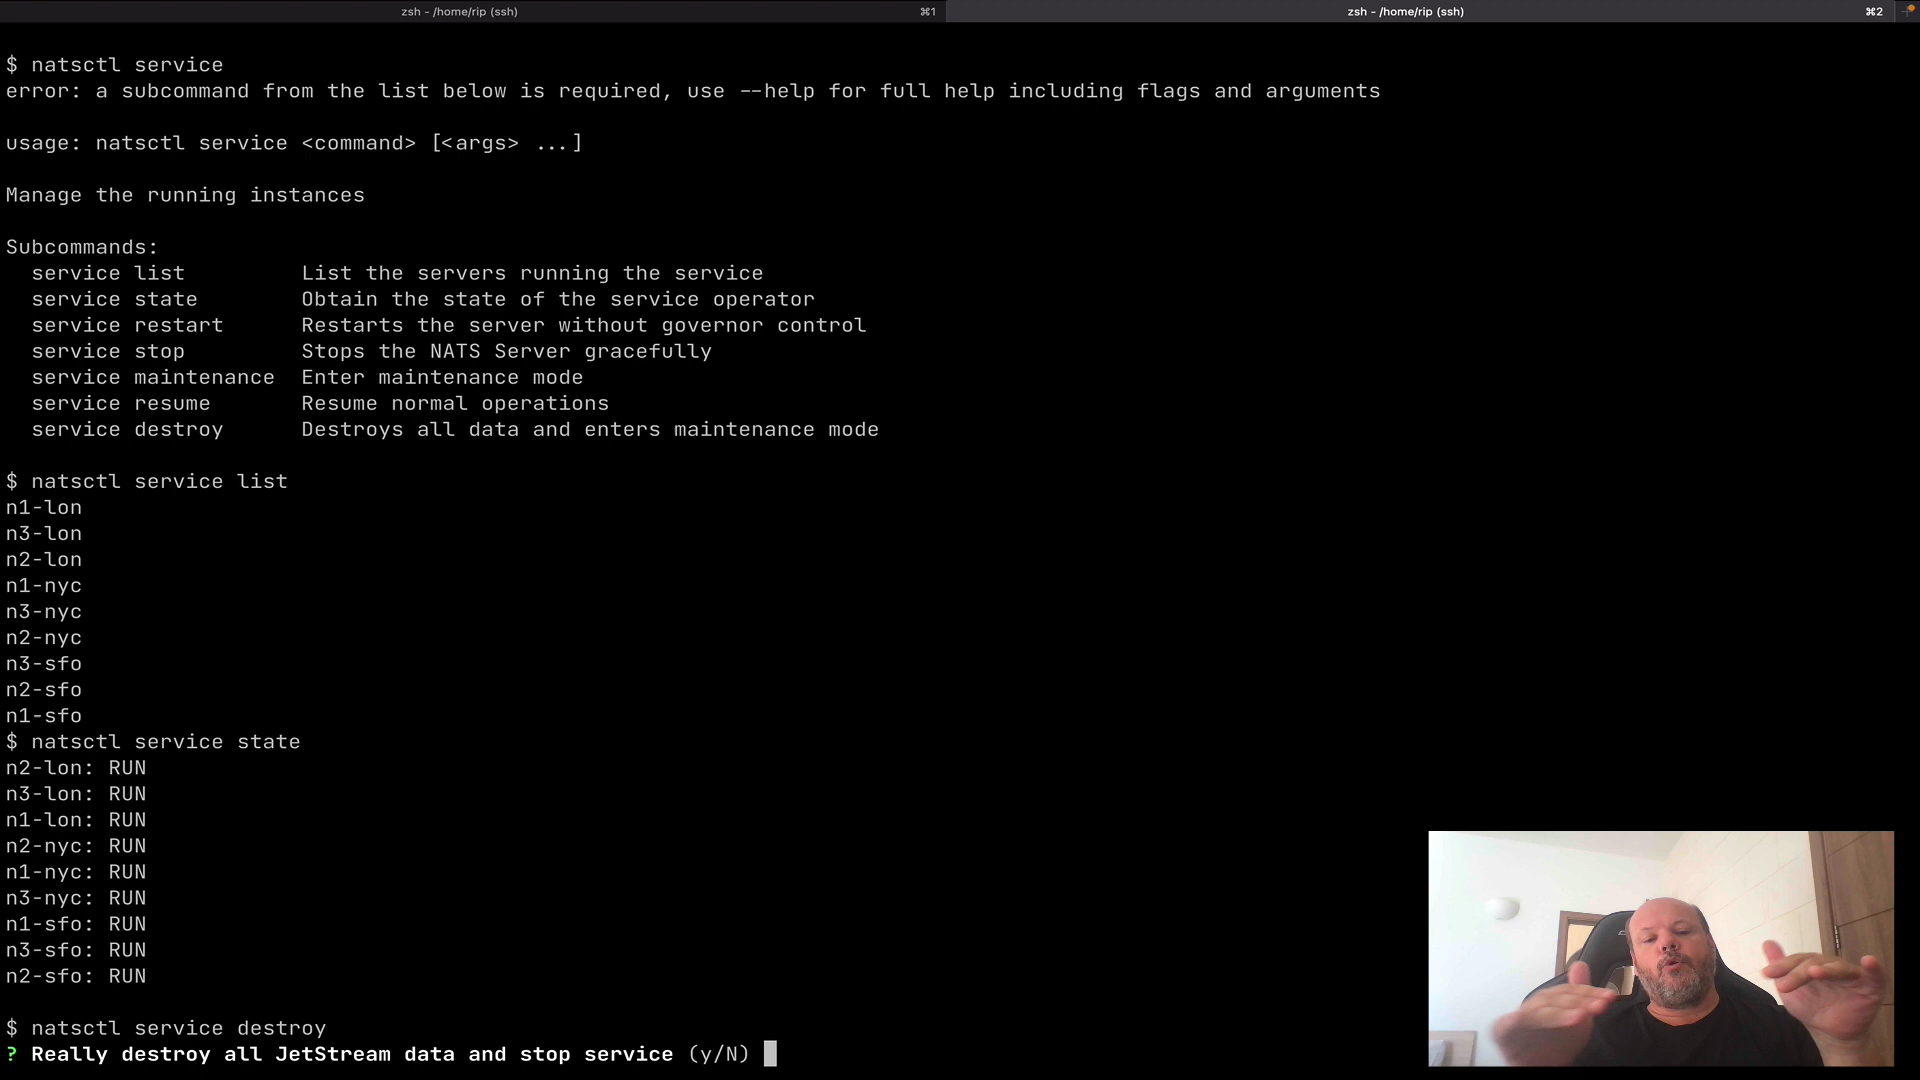 zsh - /home/rip (ssh) ⌘1 zsh - /home/rip (ssh) ⌘2
$ natsctl service
error: a subcommand from the list below is required, use --help for full help including flags and arguments
usage: natsctl service <command> [<args> ...]
Manage the running instances
Subcommands:
service list List the servers running the service
service state Obtain the state of the service operator
service restart Restarts the server without governor control
service stop Stops the NATS Server gracefully
service maintenance Enter maintenance mode
service resume Resume normal operations
service destroy Destroys all data and enters maintenance mode
$ natsctl service list
n1-lon
n3-lon
n2-lon
n1-nyc
n3-nyc
n2-nyc
n3-sfo
n2-sfo
n1-sfo
$ natsctl service state
n2-lon: RUN
n3-lon: RUN
n1-lon: RUN
n2-nyc: RUN
n1-nyc: RUN
n3-nyc: RUN
n1-sfo: RUN
n3-sfo: RUN
n2-sfo: RUN
$ natsctl service destroy
? Really destroy all JetStream data and stop service (y/N)